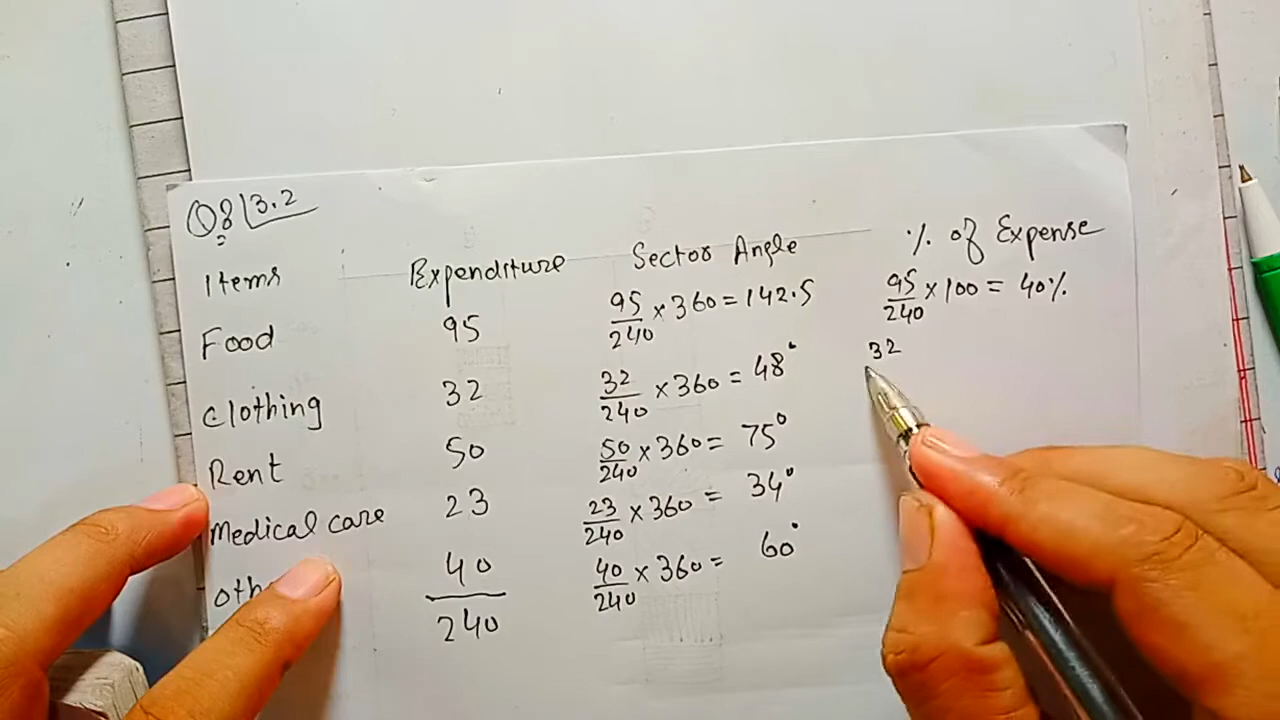 Q8|3.2
Items Expenditure Sector Angle % of Expense
Food 95 95/240 × 360 = 142.5 95/240 × 100 = 40%
Clothing 32 32/240 × 360 = 48° 32
Rent 50 50/240 × 360 = 75°
Medical care 23 23/240 × 360 = 34°
oth 40 40/240 × 360 = 60°
240